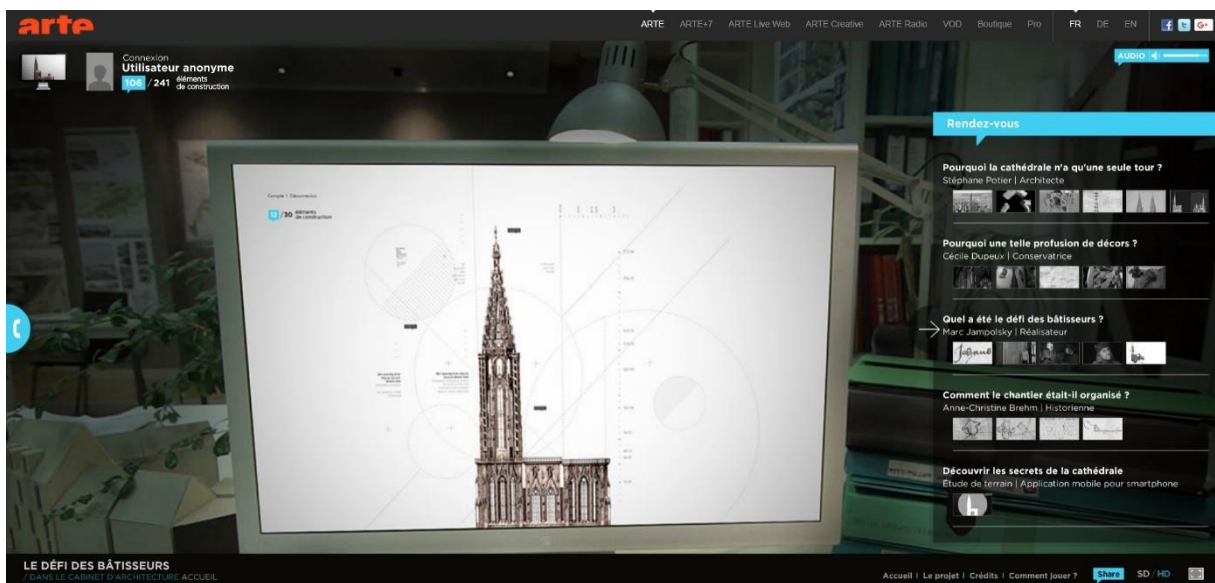 arte
ARTE ARTE+7 ARTE Live Web ARTE Creative ARTE Radio VOD Boutique Pro FR DE EN
Connexion
Utilisateur anonyme
106 / 241 éléments de construction
AUDIO
Rendez-vous
Pourquoi la cathédrale n'a qu'une seule tour ?
Stéphane Potier | Architecte
Pourquoi une telle profusion de décors ?
Cécile Dupeux | Conservatrice
Quel a été le défi des bâtisseurs ?
Marc Jampolsky | Réalisateur
Comment le chantier était-il organisé ?
Anne-Christine Brehm | Historienne
Découvrir les secrets de la cathédrale
Étude de terrain | Application mobile pour smartphone
13 /30 éléments de construction
LE DÉFI DES BÂTISSEURS
/ DANS LE CABINET D'ARCHITECTURE ACCUEIL
Accueil | Le projet | Crédits | Comment jouer ? Share SD / HD